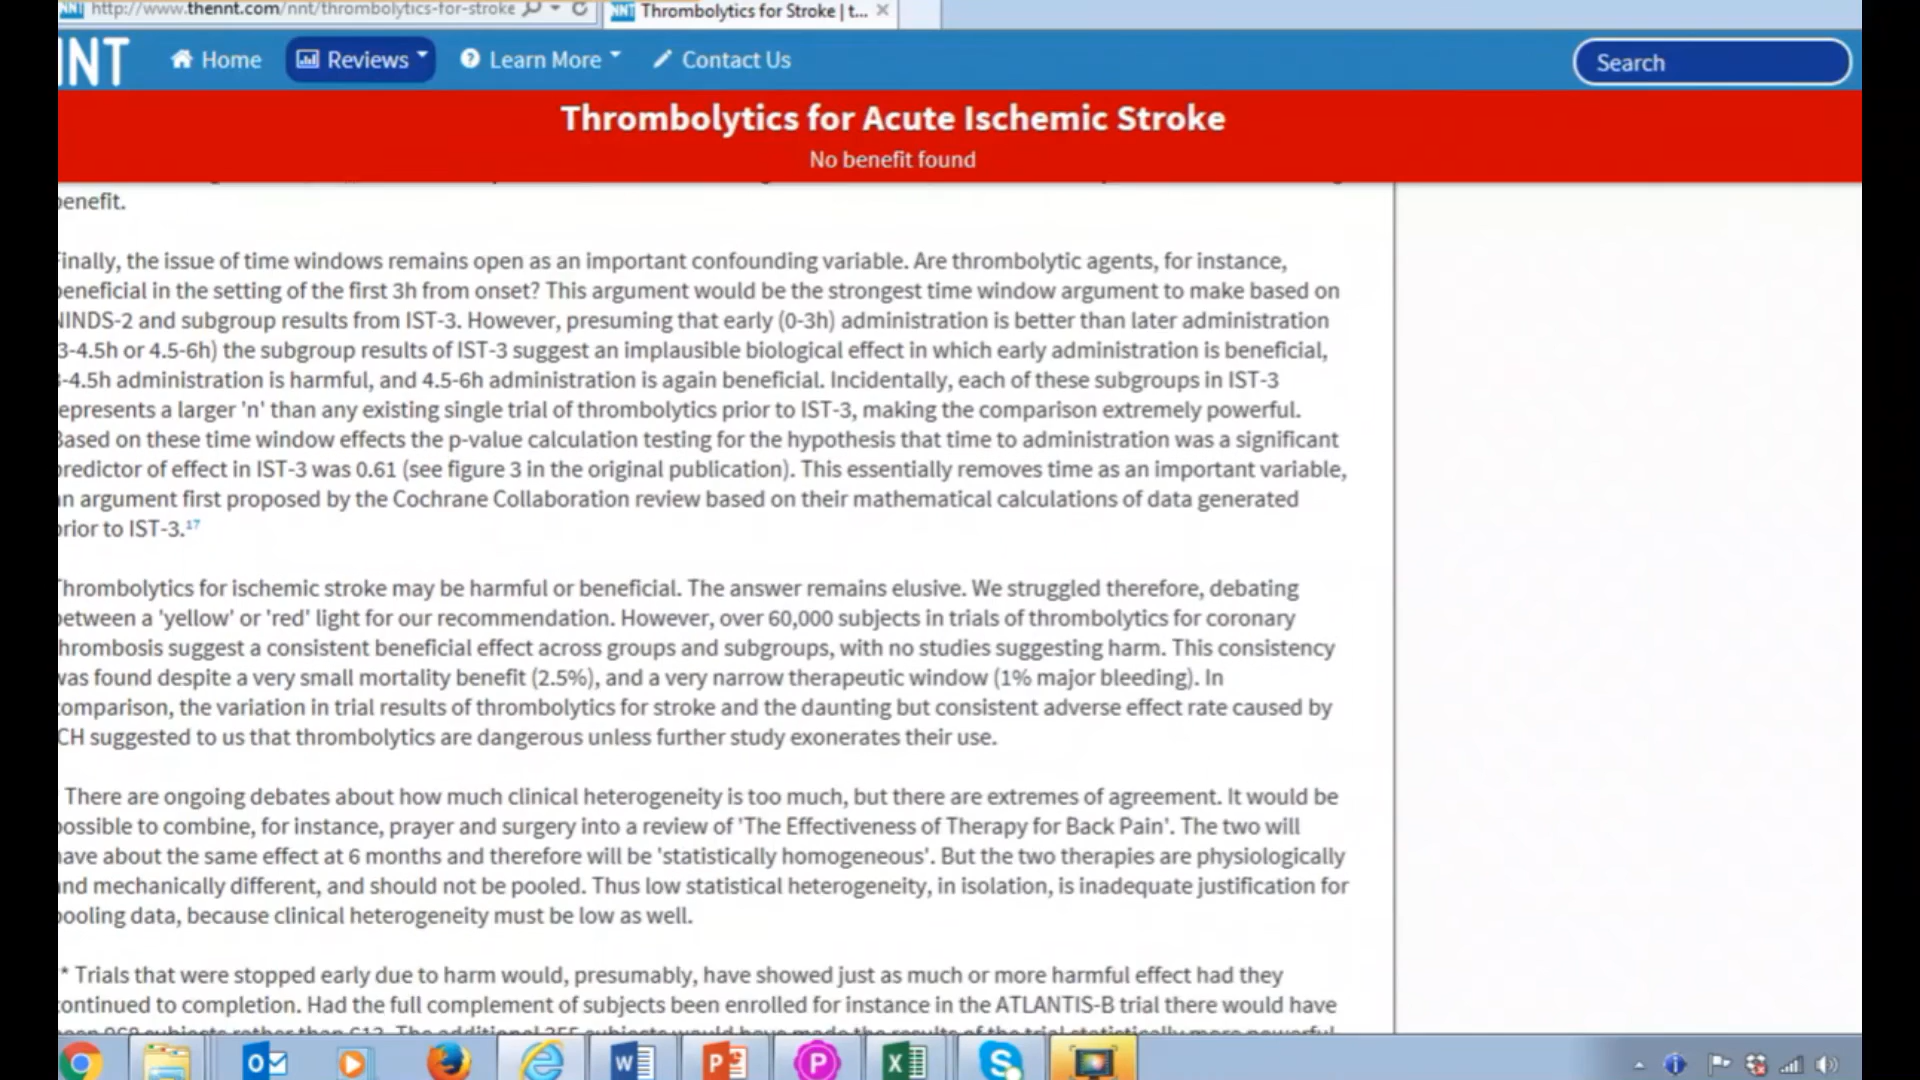 http://www.thennt.com/nnt/thrombolytics-for-stroke
Thrombolytics for Stroke | t...
NNT
Home
Reviews
Learn More
Contact Us
Search
Thrombolytics for Acute Ischemic Stroke
No benefit found
benefit.
Finally, the issue of time windows remains open as an important confounding variable. Are thrombolytic agents, for instance,
beneficial in the setting of the first 3h from onset? This argument would be the strongest time window argument to make based on
NINDS-2 and subgroup results from IST-3. However, presuming that early (0-3h) administration is better than later administration
3-4.5h or 4.5-6h) the subgroup results of IST-3 suggest an implausible biological effect in which early administration is beneficial,
-4.5h administration is harmful, and 4.5-6h administration is again beneficial. Incidentally, each of these subgroups in IST-3
epresents a larger 'n' than any existing single trial of thrombolytics prior to IST-3, making the comparison extremely powerful.
Based on these time window effects the p-value calculation testing for the hypothesis that time to administration was a significant
predictor of effect in IST-3 was 0.61 (see figure 3 in the original publication). This essentially removes time as an important variable,
an argument first proposed by the Cochrane Collaboration review based on their mathematical calculations of data generated
prior to IST-3.17
Thrombolytics for ischemic stroke may be harmful or beneficial. The answer remains elusive. We struggled therefore, debating
between a 'yellow' or 'red' light for our recommendation. However, over 60,000 subjects in trials of thrombolytics for coronary
thrombosis suggest a consistent beneficial effect across groups and subgroups, with no studies suggesting harm. This consistency
was found despite a very small mortality benefit (2.5%), and a very narrow therapeutic window (1% major bleeding). In
comparison, the variation in trial results of thrombolytics for stroke and the daunting but consistent adverse effect rate caused by
CH suggested to us that thrombolytics are dangerous unless further study exonerates their use.
There are ongoing debates about how much clinical heterogeneity is too much, but there are extremes of agreement. It would be
possible to combine, for instance, prayer and surgery into a review of 'The Effectiveness of Therapy for Back Pain'. The two will
have about the same effect at 6 months and therefore will be 'statistically homogeneous'. But the two therapies are physiologically
and mechanically different, and should not be pooled. Thus low statistical heterogeneity, in isolation, is inadequate justification for
pooling data, because clinical heterogeneity must be low as well.
* Trials that were stopped early due to harm would, presumably, have showed just as much or more harmful effect had they
continued to completion. Had the full complement of subjects been enrolled for instance in the ATLANTIS-B trial there would have